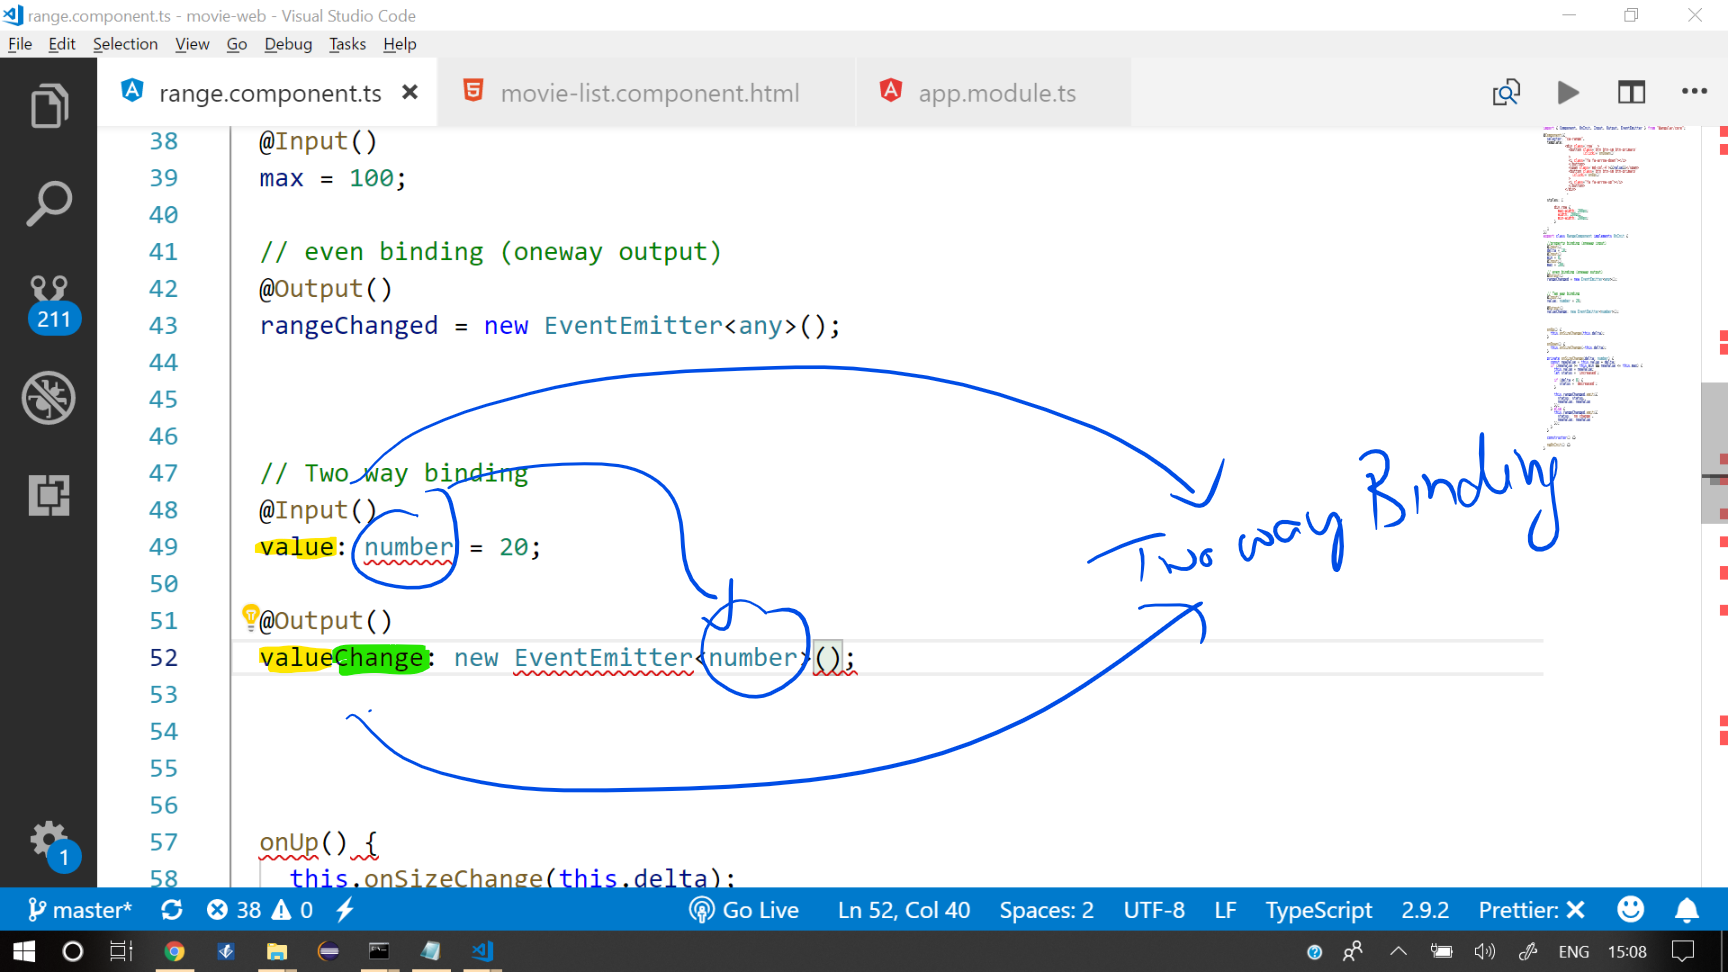 range.component.ts - movie-web - Visual Studio Code
File Edit Selection View Go Debug Tasks Help
range.component.ts × movie-list.component.html app.module.ts
38 @Input()
39 max = 100;
40
41 // even binding (oneway output)
42 @Output()
43 rangeChanged = new EventEmitter<any>();
44
45
46
47 // Two way binding
48 @Input()
49 value: number = 20;
50
51 @Output()
52 valueChange: new EventEmitter<number>();
53
54
55
56
57 onUp() {
58 this.onSizeChange(this.delta);
Two way Binding
211
1
master* 38 0 Go Live Ln 52, Col 40 Spaces: 2 UTF-8 LF TypeScript 2.9.2 Prettier: ×
ENG 15:08